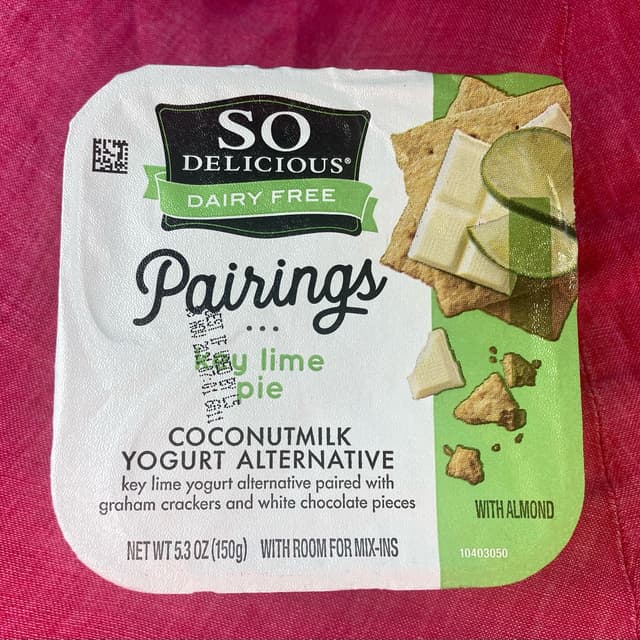 SO
DELICIOUS®
DAIRY FREE
Pairings
key lime
pie
COCONUTMILK
YOGURT ALTERNATIVE
key lime yogurt alternative paired with
graham crackers and white chocolate pieces
NET WT 5.3 OZ (150g) WITH ROOM FOR MIX-INS
WITH ALMOND
10403050